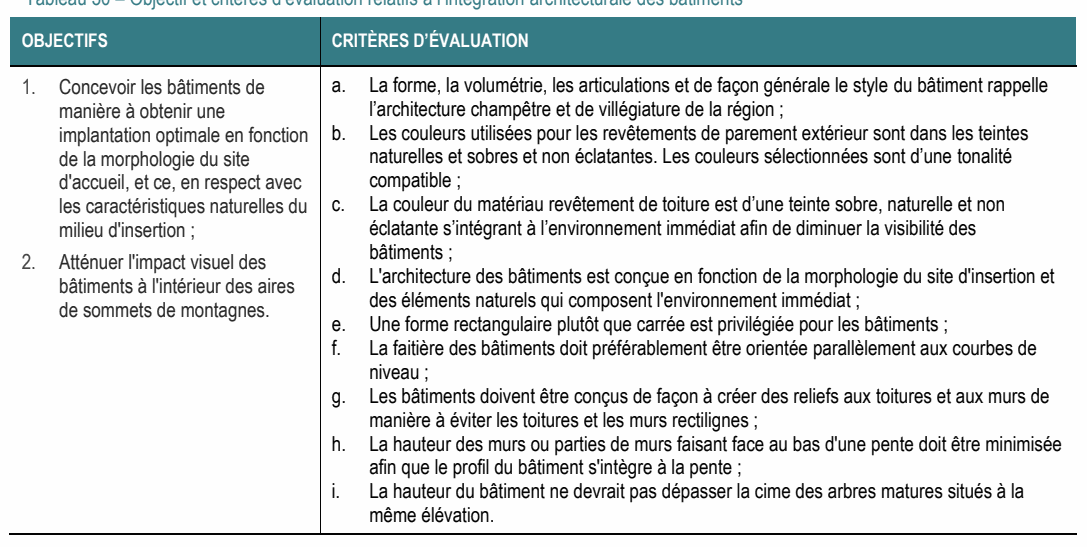 Tableau 50 – Objectif et critères d'évaluation relatifs à l'intégration architecturale des bâtiments
OBJECTIFS
1. Concevoir les bâtiments de
manière à obtenir une
implantation optimale en fonction
de la morphologie du site
d'accueil, et ce, en respect avec
les caractéristiques naturelles du
milieu d'insertion ;
2. Atténuer l'impact visuel des
bâtiments à l'intérieur des aires
de sommets de montagnes.
CRITÈRES D'ÉVALUATION
a. La forme, la volumétrie, les articulations et de façon générale le style du bâtiment rappelle
l'architecture champêtre et de villégiature de la région ;
b. Les couleurs utilisées pour les revêtements de parement extérieur sont dans les teintes
naturelles et sobres et non éclatantes. Les couleurs sélectionnées sont d'une tonalité
compatible ;
c. La couleur du matériau revêtement de toiture est d'une teinte sobre, naturelle et non
éclatante s'intégrant à l'environnement immédiat afin de diminuer la visibilité des
bâtiments ;
d. L'architecture des bâtiments est conçue en fonction de la morphologie du site d'insertion et
des éléments naturels qui composent l'environnement immédiat ;
e. Une forme rectangulaire plutôt que carrée est privilégiée pour les bâtiments ;
f. La faitière des bâtiments doit préférablement être orientée parallèlement aux courbes de
niveau ;
g. Les bâtiments doivent être conçus de façon à créer des reliefs aux toitures et aux murs de
manière à éviter les toitures et les murs rectilignes ;
h. La hauteur des murs ou parties de murs faisant face au bas d'une pente doit être minimisée
afin que le profil du bâtiment s'intègre à la pente ;
i. La hauteur du bâtiment ne devrait pas dépasser la cime des arbres matures situés à la
même élévation.